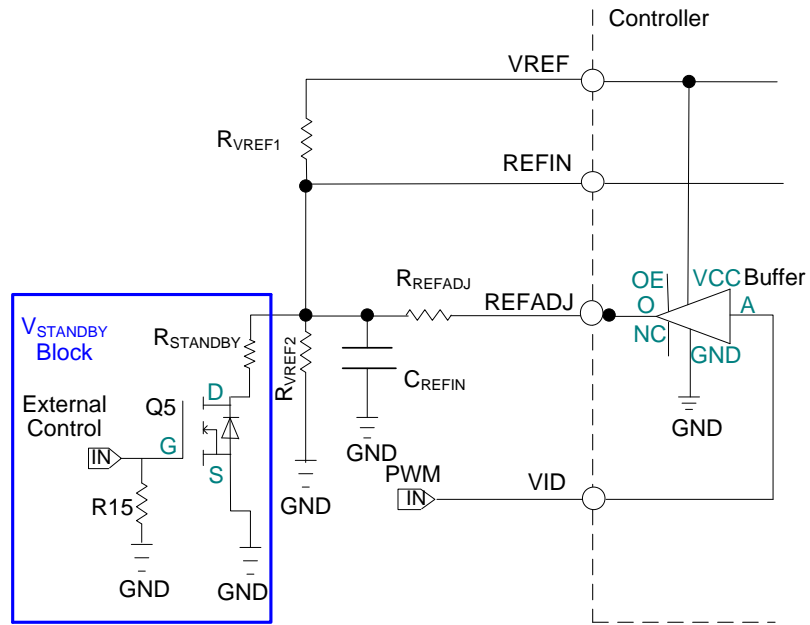 Controller
VREF
RVREF1
REFIN
RREFADJ
REFADJ
OE
VCC
Buffer
O
A
NC
GND
GND
VSTANDBY
Block
RSTANDBY
RVREF2
CREFIN
D
External
Control
Q5
G
IN
S
R15
GND
GND
GND
GND
PWM
IN
VID